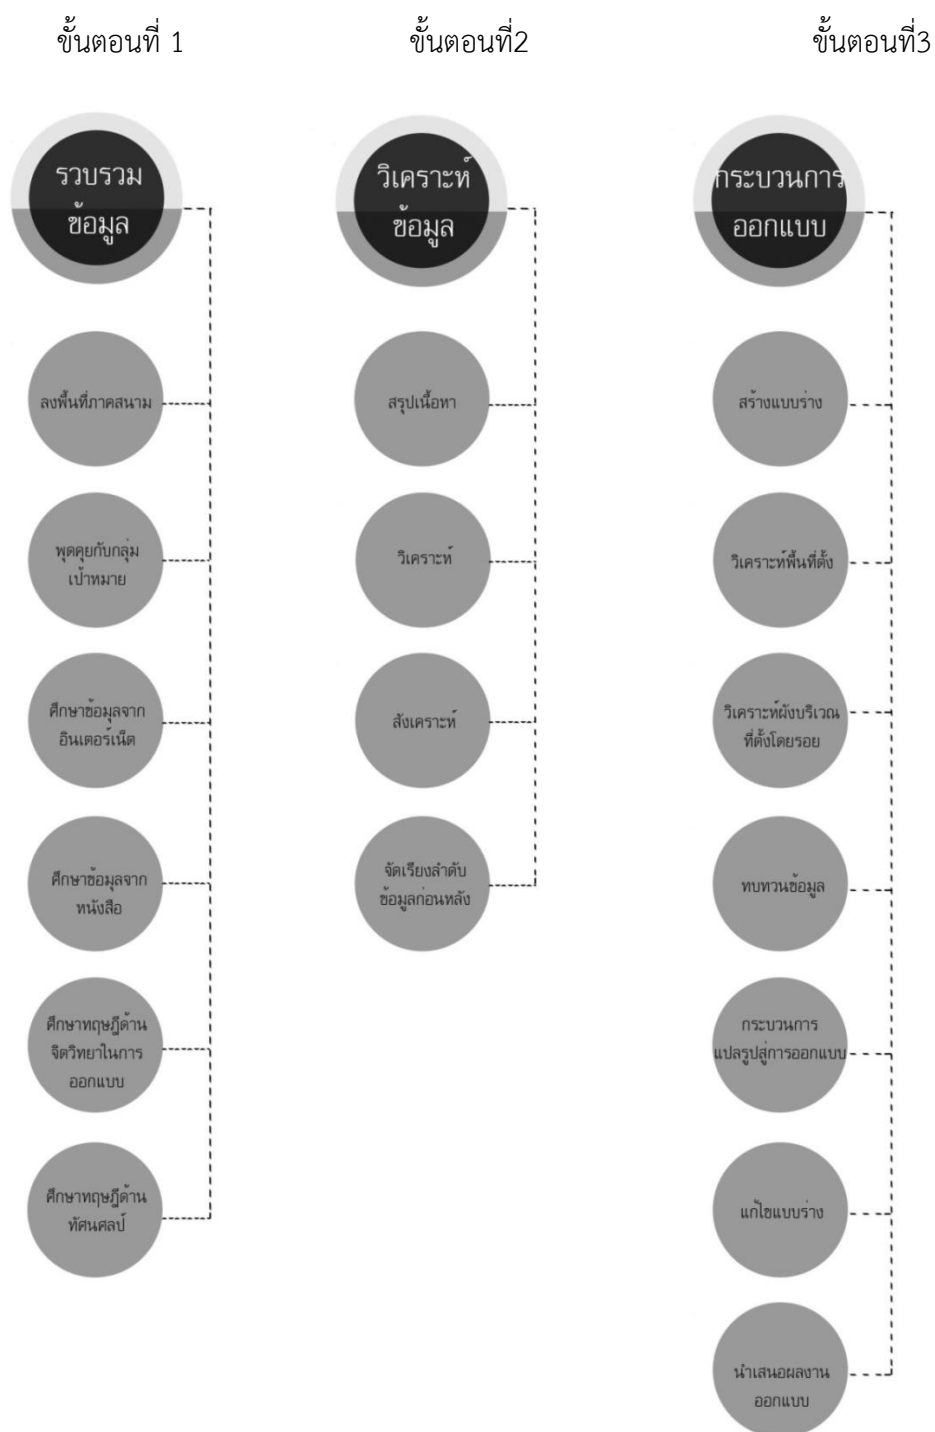 ขั้นตอนที่ 1
ขั้นตอนที่2
ขั้นตอนที่3
รวบรวม
ข้อมูล
ลงพื้นที่ภาคสนาม
พุดคุยกับกลุ่ม
เป้าหมาย
ศึกษาข้อมุลจาก
อินเตอร์เน็ต
ศึกษาข้อมุลจาก
หนังสือ
ศึกษาทฤษฎีด้าน
จิตวิทยาในการ
ออกแบบ
ศึกษาทฤษฎีด้าน
ทัศนศลป์
วิเคราะห์
ข้อมูล
สรุปเนื้อหา
วิเคราะห์
สังเคราะห์
จัดเรียงลำดับ
ข้อมูลก่อนหลัง
กระบวนการ
ออกแบบ
สร้างแบบร่าง
วิเคราะห์พื้นที่ตั้ง
วิเคราะห์ผังบริเวณ
ที่ตั้งโดยรอย
ทบทวนข้อมูล
กระบวนการ
แปลรูปสู่การออกแบบ
แก้ไขแบบร่าง
นำเสนอผลงาน
ออกแบบ